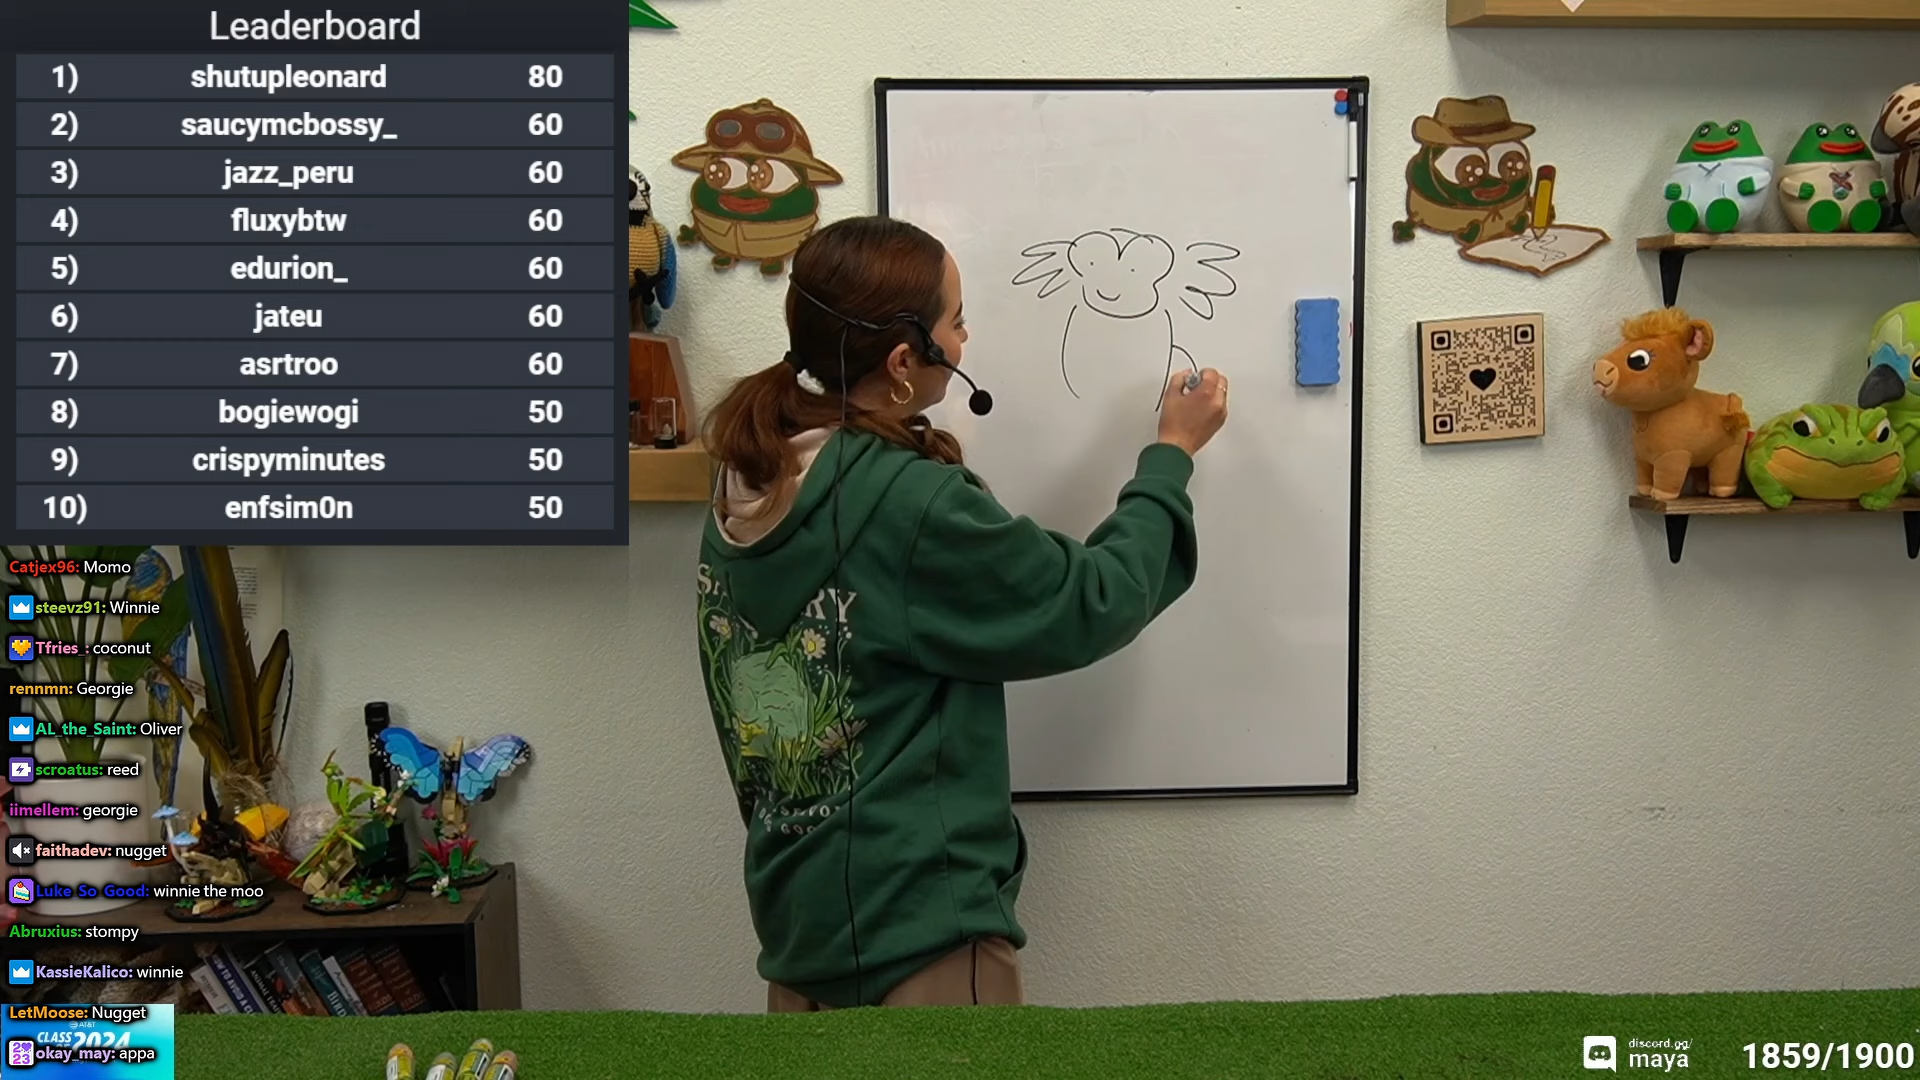 Leaderboard
1) shutupleonard 80
2) saucymcbossy_ 60
3) jazz_peru 60
4) fluxybtw 60
5) edurion_ 60
6) jateu 60
7) asrtroo 60
8) bogiewogi 50
9) crispyminutes 50
10) enfsim0n 50
Catjex96: Momo
steevz91: Winnie
Tfries_: coconut
rennmn: Georgie
AL_the_Saint: Oliver
scroatus: reed
iimellem: georgie
faithadev: nugget
Luke_So_Good: winnie the moo
Abruxius: stompy
KassieKalico: winnie
LetMoose: Nugget
AT&T
CLASS
2024
okay_may: appa
discord.gg/
maya
1859/1900